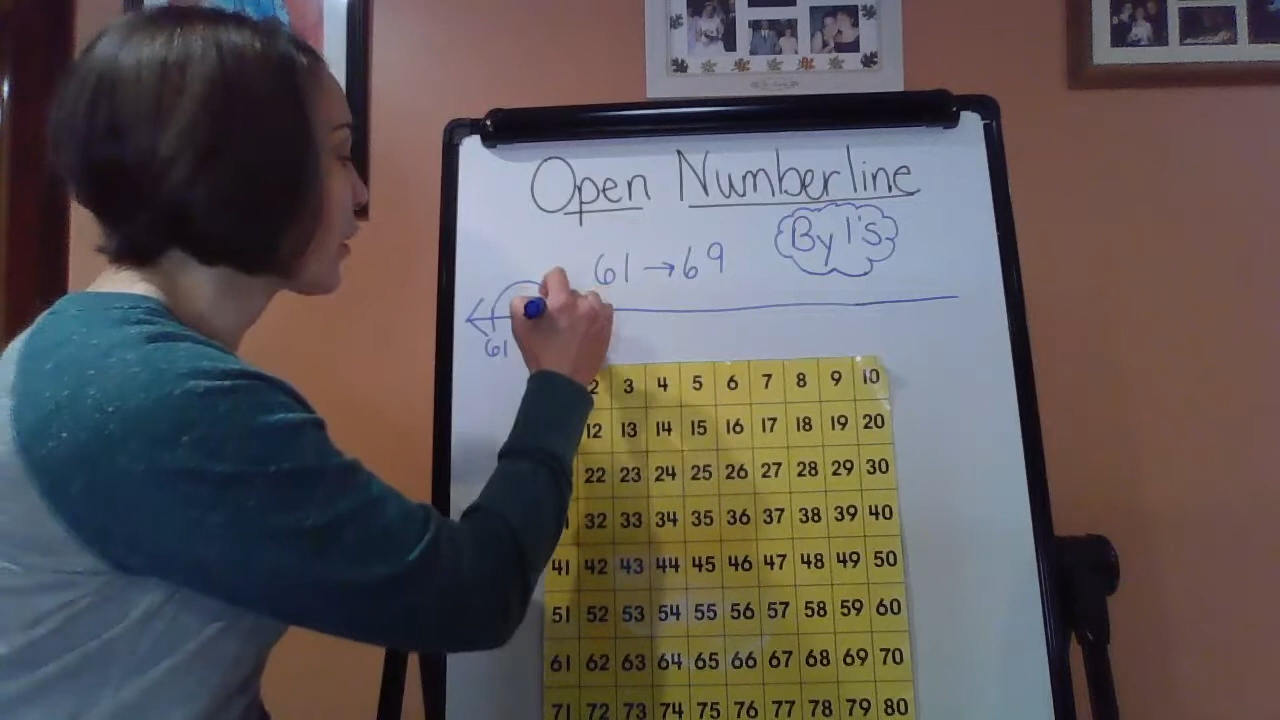 Open Numberline
61 → 69
By 1's
61
2 3 4 5 6 7 8 9 10
12 13 14 15 16 17 18 19 20
22 23 24 25 26 27 28 29 30
32 33 34 35 36 37 38 39 40
41 42 43 44 45 46 47 48 49 50
51 52 53 54 55 56 57 58 59 60
61 62 63 64 65 66 67 68 69 70
71 72 73 74 75 76 77 78 79 80